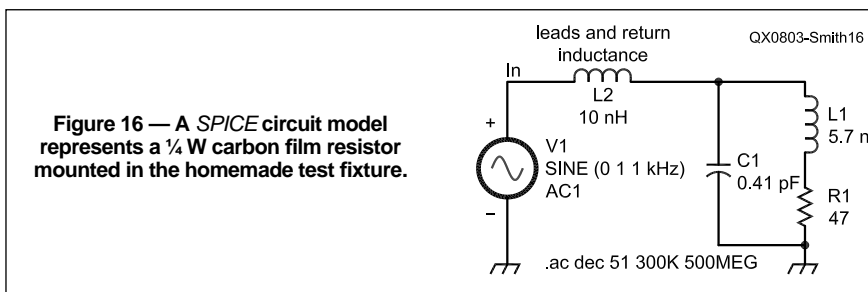 Figure 16 — A SPICE circuit model
represents a ¼ W carbon film resistor
mounted in the homemade test fixture.
leads and return
inductance
QX0803-Smith16
In
L2
10 nH
+
V1
SINE (0 1 1 kHz)
AC1
–
C1
0.41 pF
L1
5.7 n
R1
47
.ac dec 51 300K 500MEG